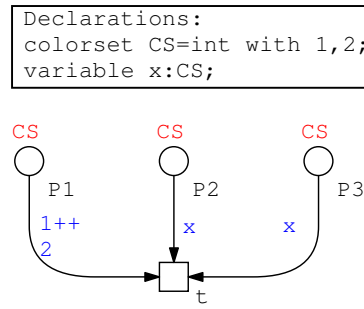 Declarations:
colorset CS=int with 1,2;
variable x:CS;
CS CS CS
P1 P2 P3
1++
2
x x
t